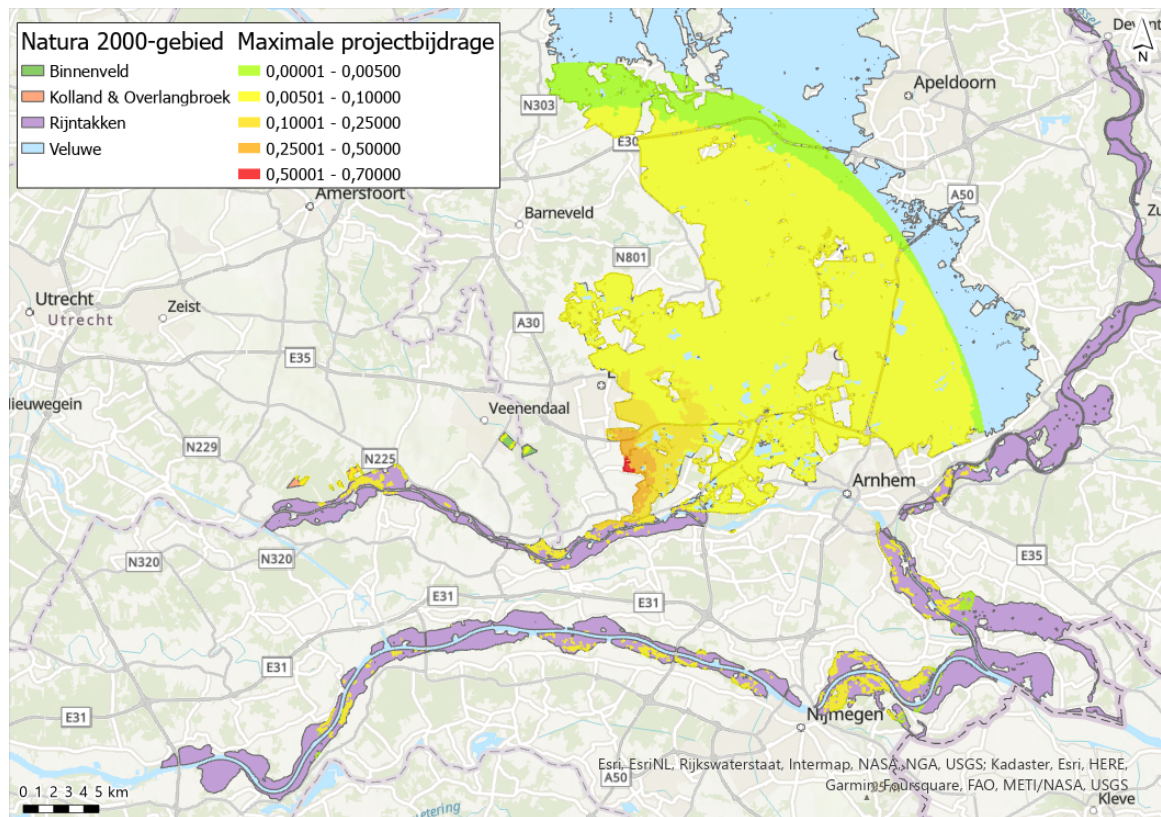 Natura 2000-gebied
Binnenveld
Kolland & Overlangbroek
Rijntakken
Veluwe
Maximale projectbijdrage
0,00001 - 0,00500
0,00501 - 0,10000
0,10001 - 0,25000
0,25001 - 0,50000
0,50001 - 0,70000
N
Apeldoorn
N303
E30
Amersfoort
A50
Barneveld
N801
Utrecht
Utrecht
Zeist
A30
E35
Nieuwegein
Veenendaal
N229
N225
Arnhem
N320
N320
E35
E31
E31
E31
E31
Nijmegen
A50
Kleve
Esri, EsriNL, Rijkswaterstaat, Intermap, NASA, NGA, USGS; Kadaster, Esri, HERE,
Garmin, Foursquare, FAO, METI/NASA, USGS
0 1 2 3 4 5 km